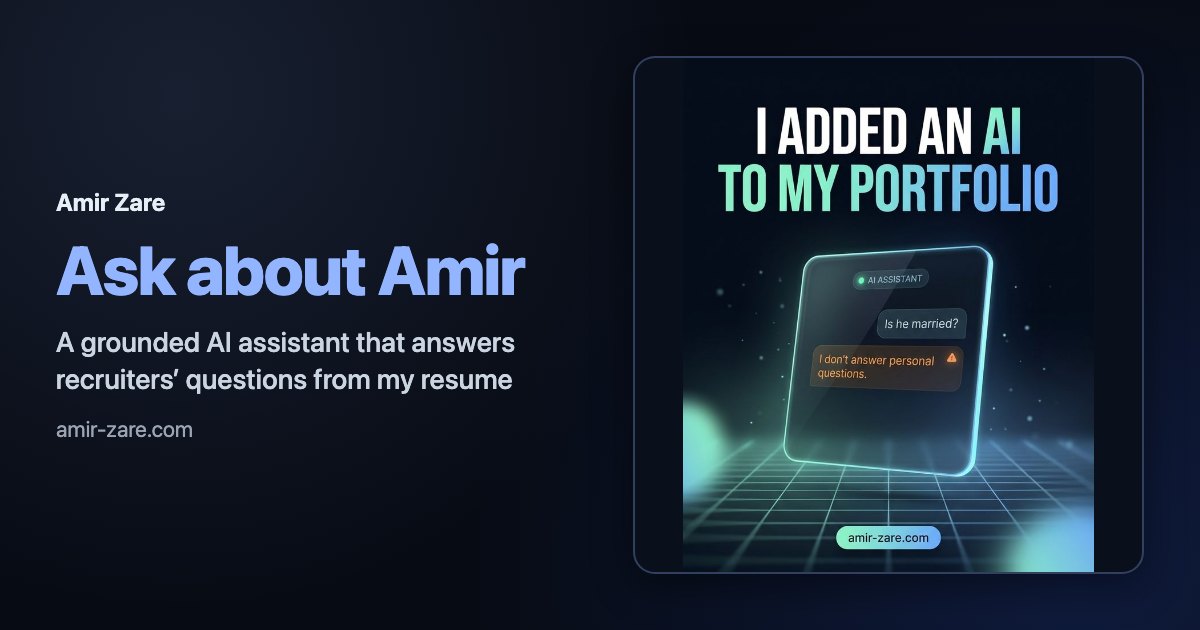 Amir Zare
Ask about Amir
A grounded AI assistant that answers
recruiters’ questions from my resume
amir-zare.com
I ADDED AN AI
TO MY PORTFOLIO
AI ASSISTANT
Is he married?
I don't answer personal
questions.
amir-zare.com